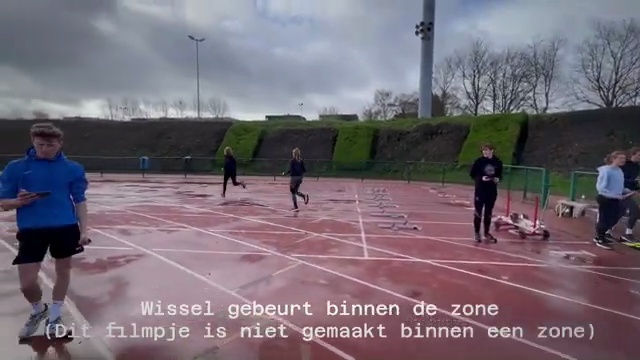 Wissel gebeurt binnen de zone
(Dit filmpje is niet gemaakt binnen een zone)